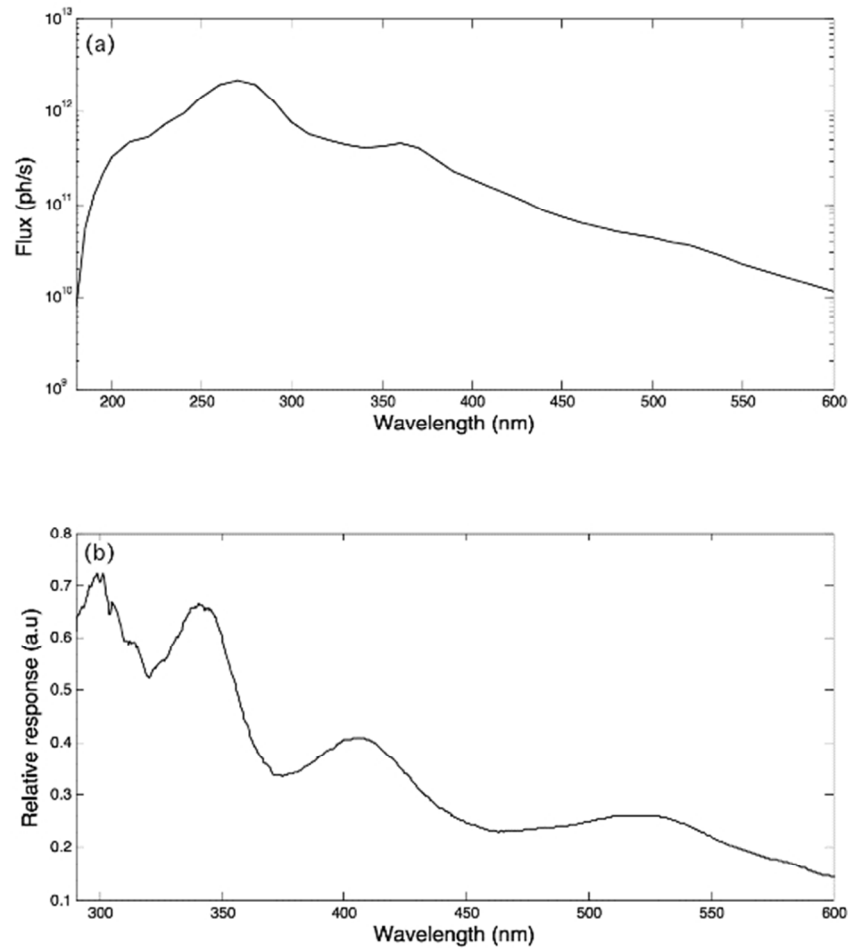 (a)
10^13
10^12
10^11
10^10
10^9
Flux (ph/s)
200 250 300 350 400 450 500 550 600
Wavelength (nm)
(b)
0.8
0.7
0.6
0.5
0.4
0.3
0.2
0.1
Relative response (a.u)
300 350 400 450 500 550 600
Wavelength (nm)